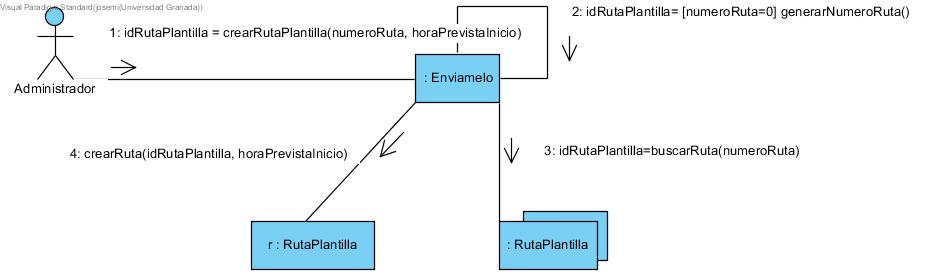 Visual Paradigm Standard(josemi(Universidad Granada))
2: idRutaPlantilla= [numeroRuta=0] generarNumeroRuta()
1: idRutaPlantilla = crearRutaPlantilla(numeroRuta, horaPrevistaInicio)
: Enviamelo
Administrador
4: crearRuta(idRutaPlantilla, horaPrevistaInicio)
3: idRutaPlantilla=buscarRuta(numeroRuta)
r : RutaPlantilla
: RutaPlantilla